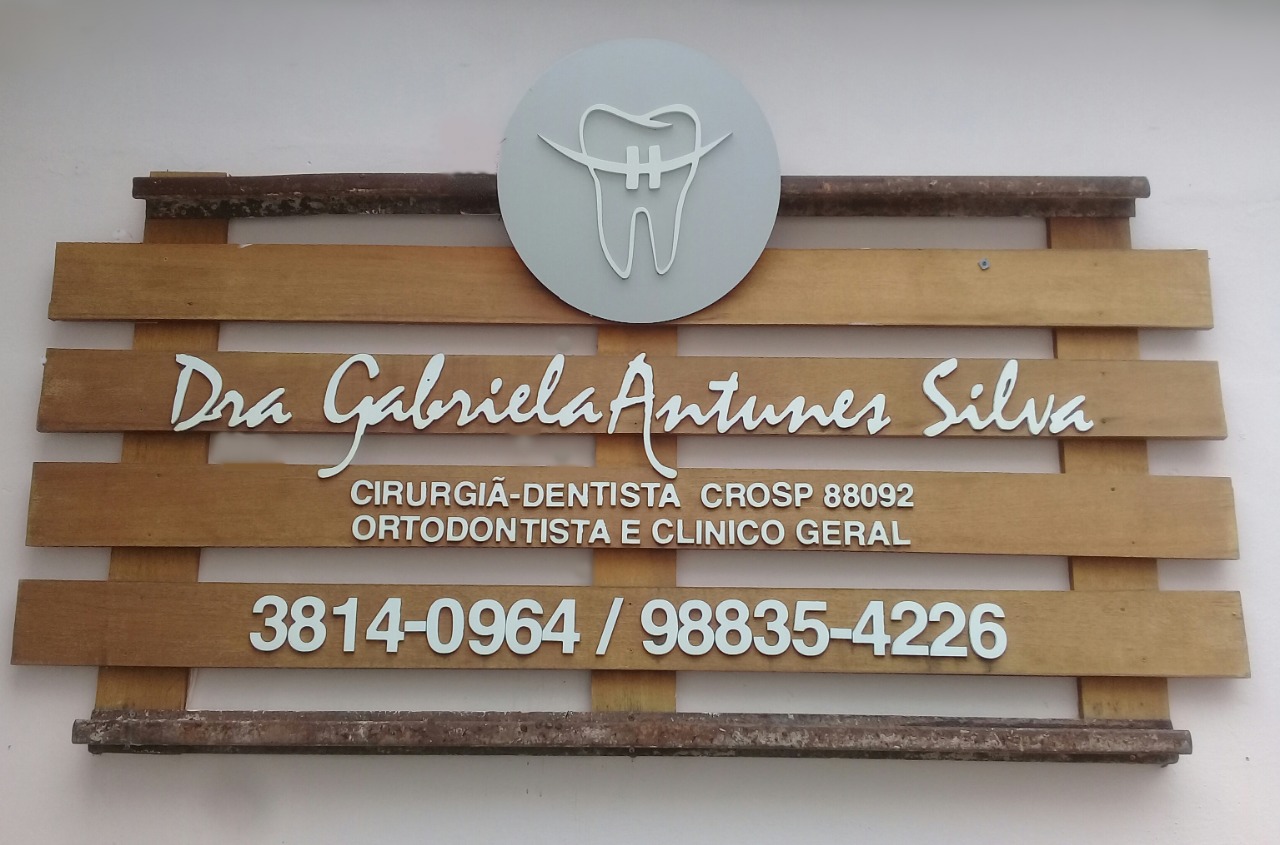 Dra Gabriela Antunes Silva
CIRURGIÃ-DENTISTA CROSP 88092
ORTODONTISTA E CLINICO GERAL
3814-0964 / 98835-4226